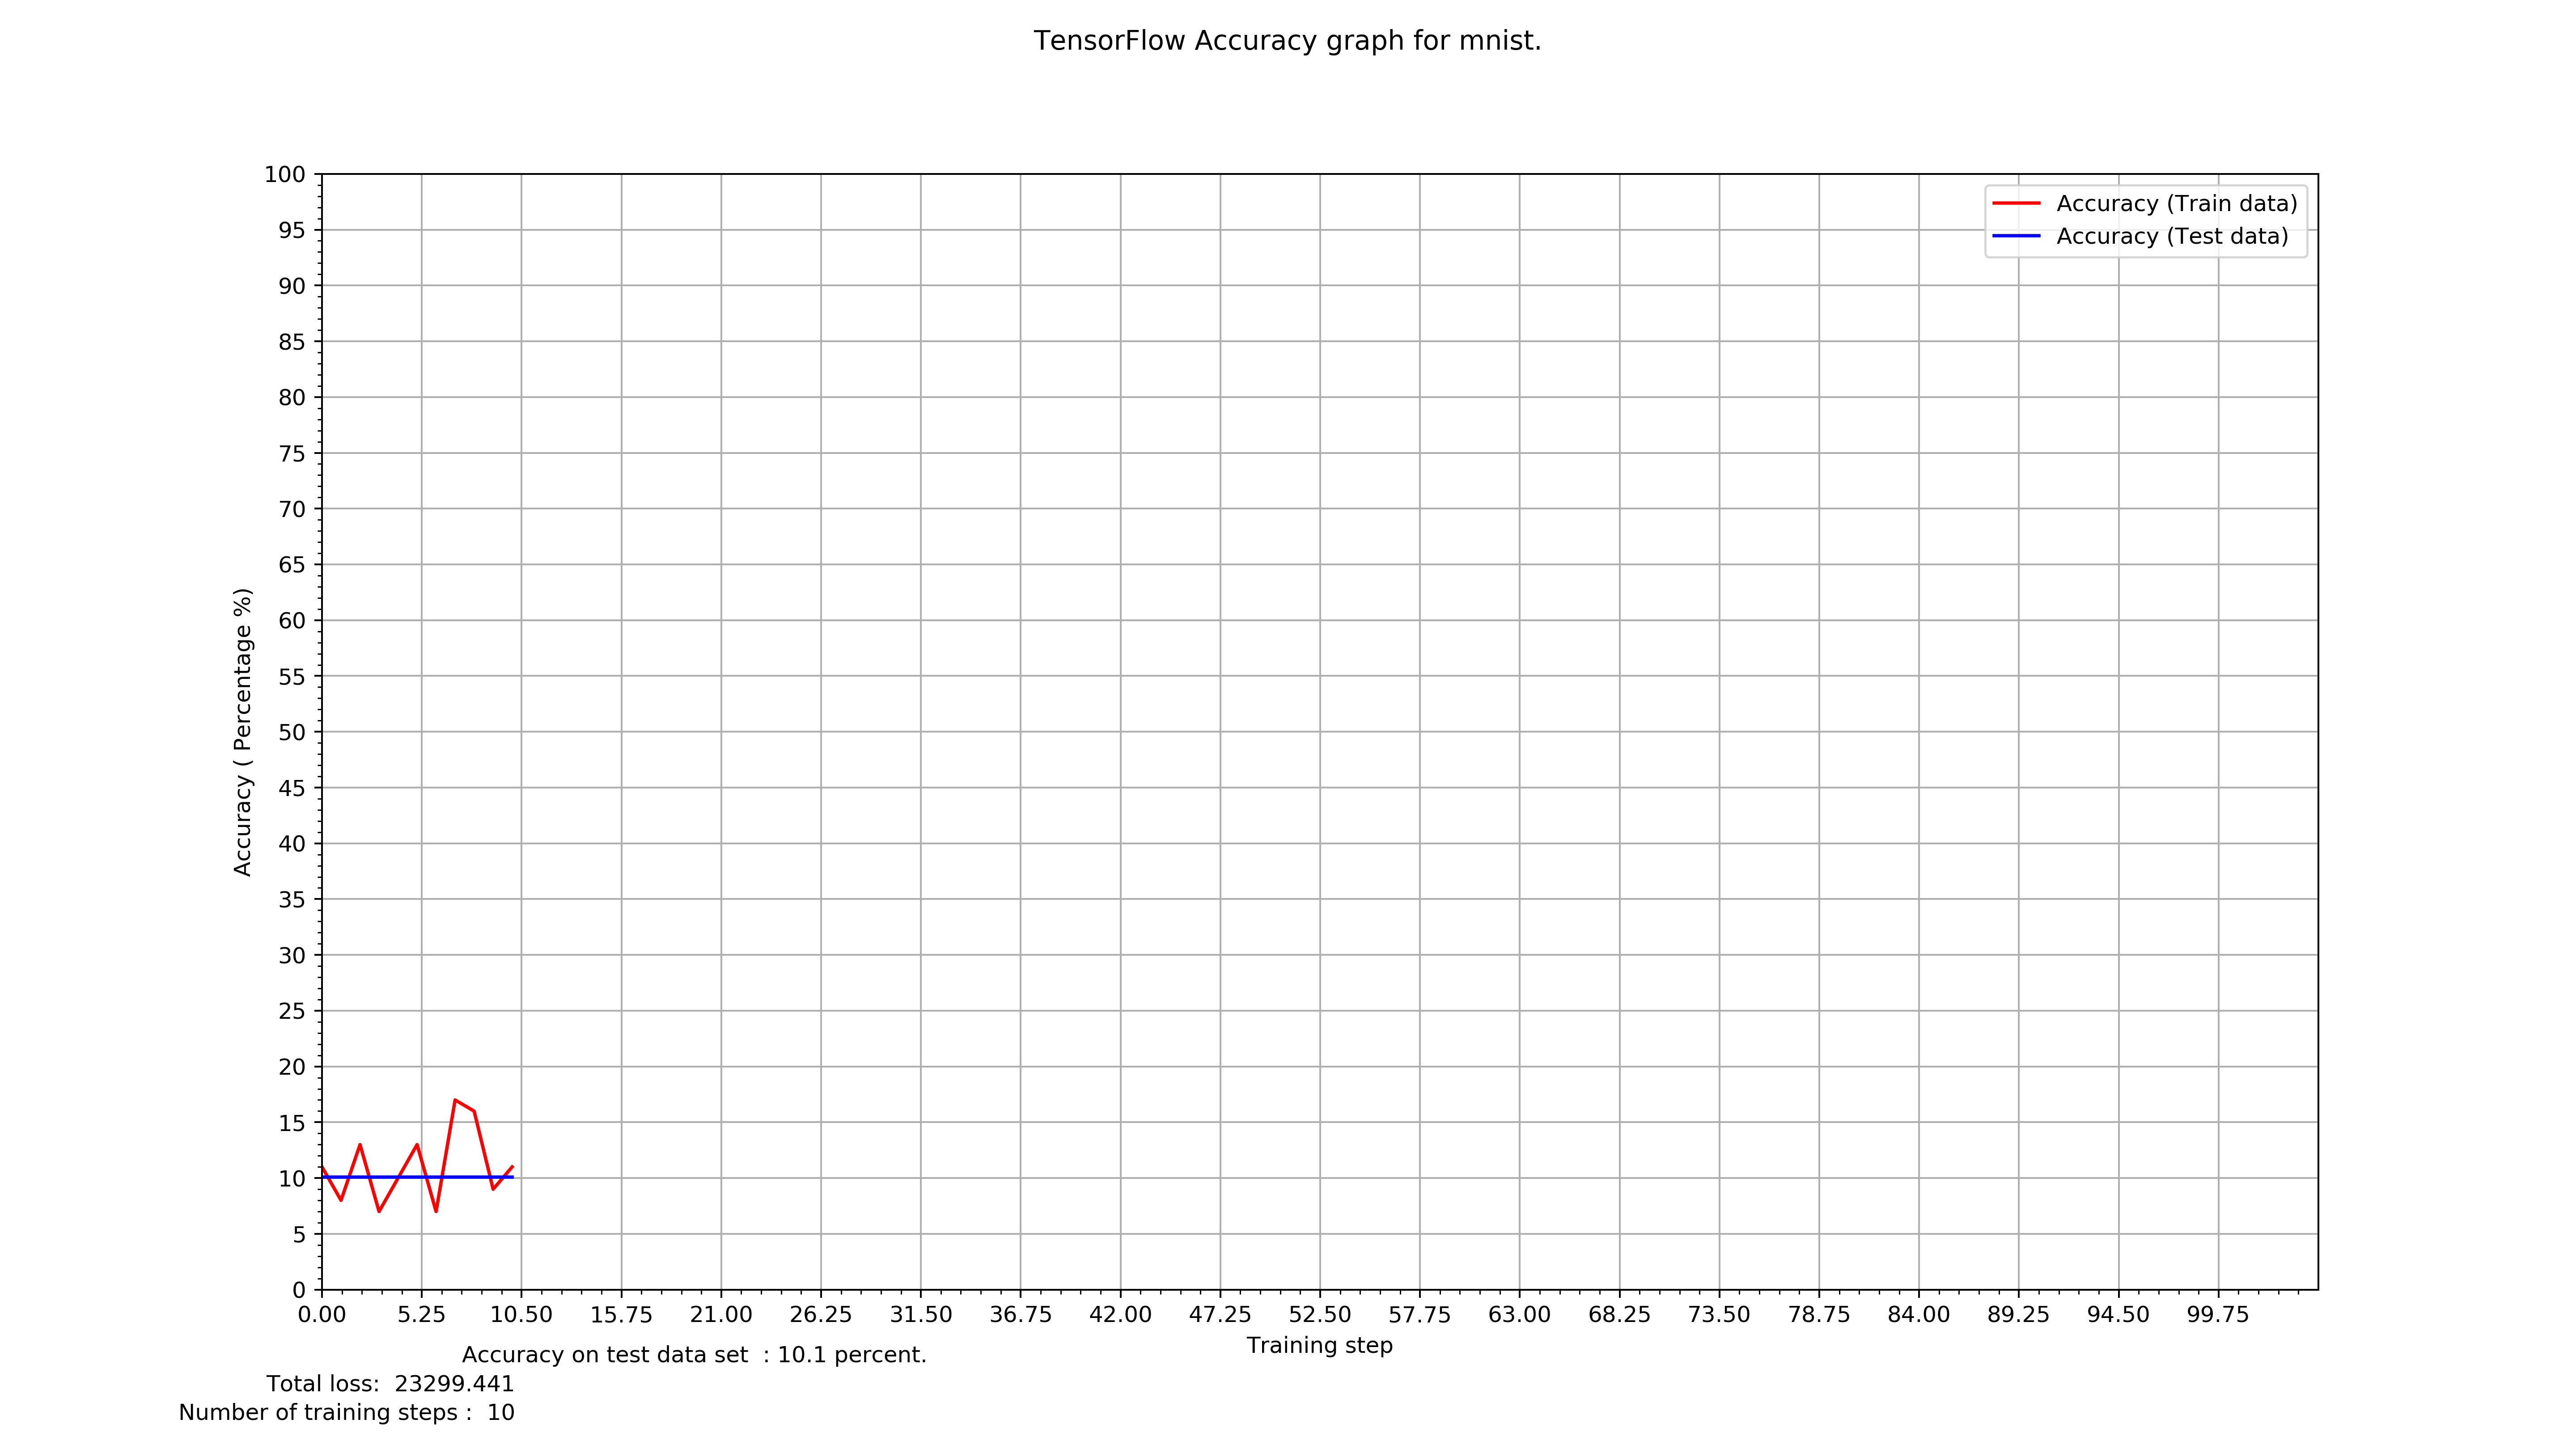 TensorFlow Accuracy graph for mnist.
Accuracy (Train data)
Accuracy (Test data)
100
95
90
85
80
75
70
65
60
55
50
45
40
35
30
25
20
15
10
5
0
Accuracy ( Percentage %)
0.00 5.25 10.50 15.75 21.00 26.25 31.50 36.75 42.00 47.25 52.50 57.75 63.00 68.25 73.50 78.75 84.00 89.25 94.50 99.75
Training step
Accuracy on test data set  : 10.1 percent.
Total loss:  23299.441
Number of training steps :  10